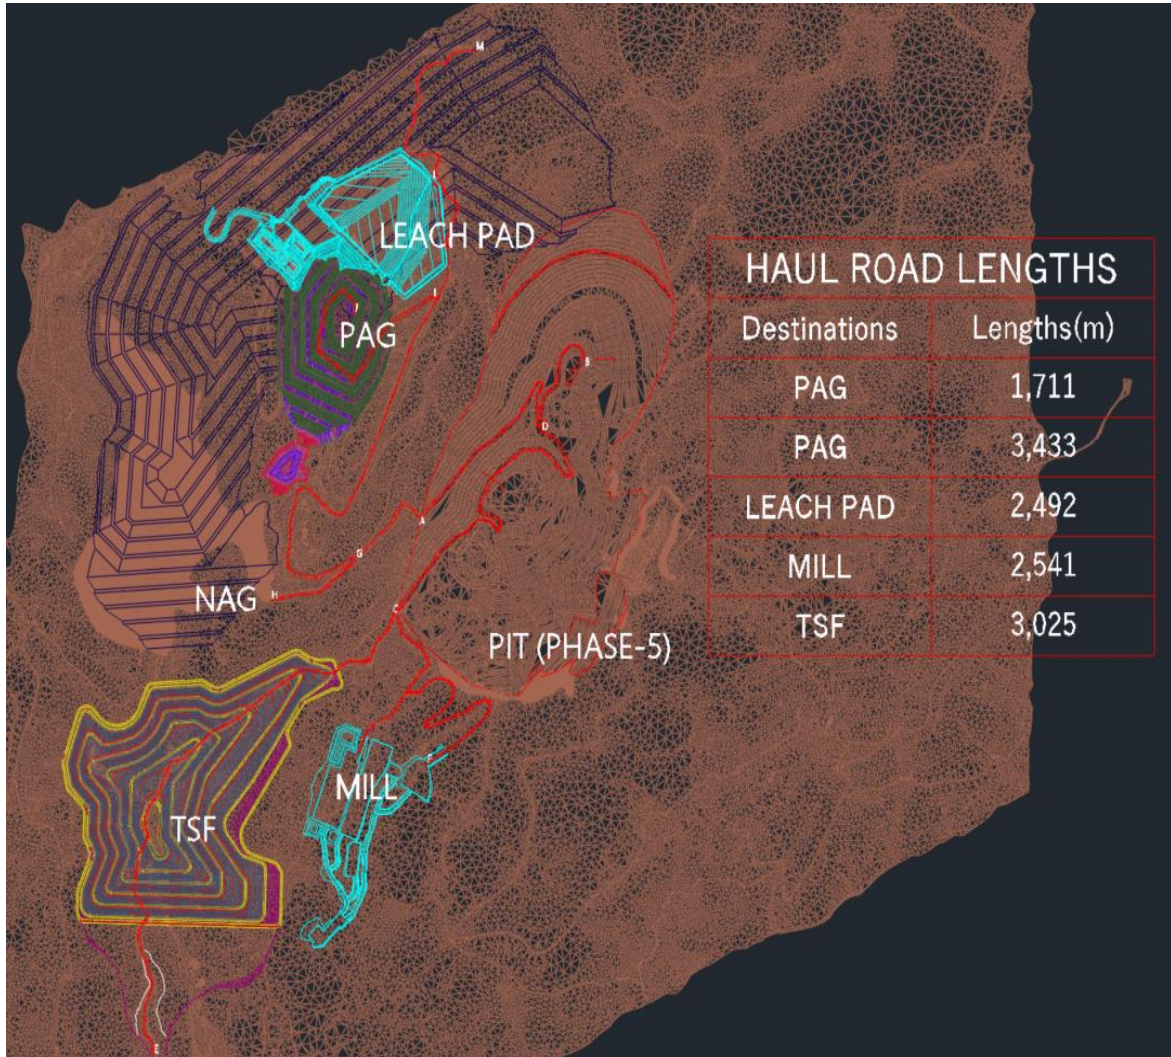 M
LEACH PAD
HAUL ROAD LENGTHS
Destinations Lengths(m)
PAG 1,711
PAG 3,433
LEACH PAD 2,492
MILL 2,541
TSF 3,025
PAG
B
D
A
G
H
NAG
C
PIT (PHASE-5)
F
MILL
TSF
E